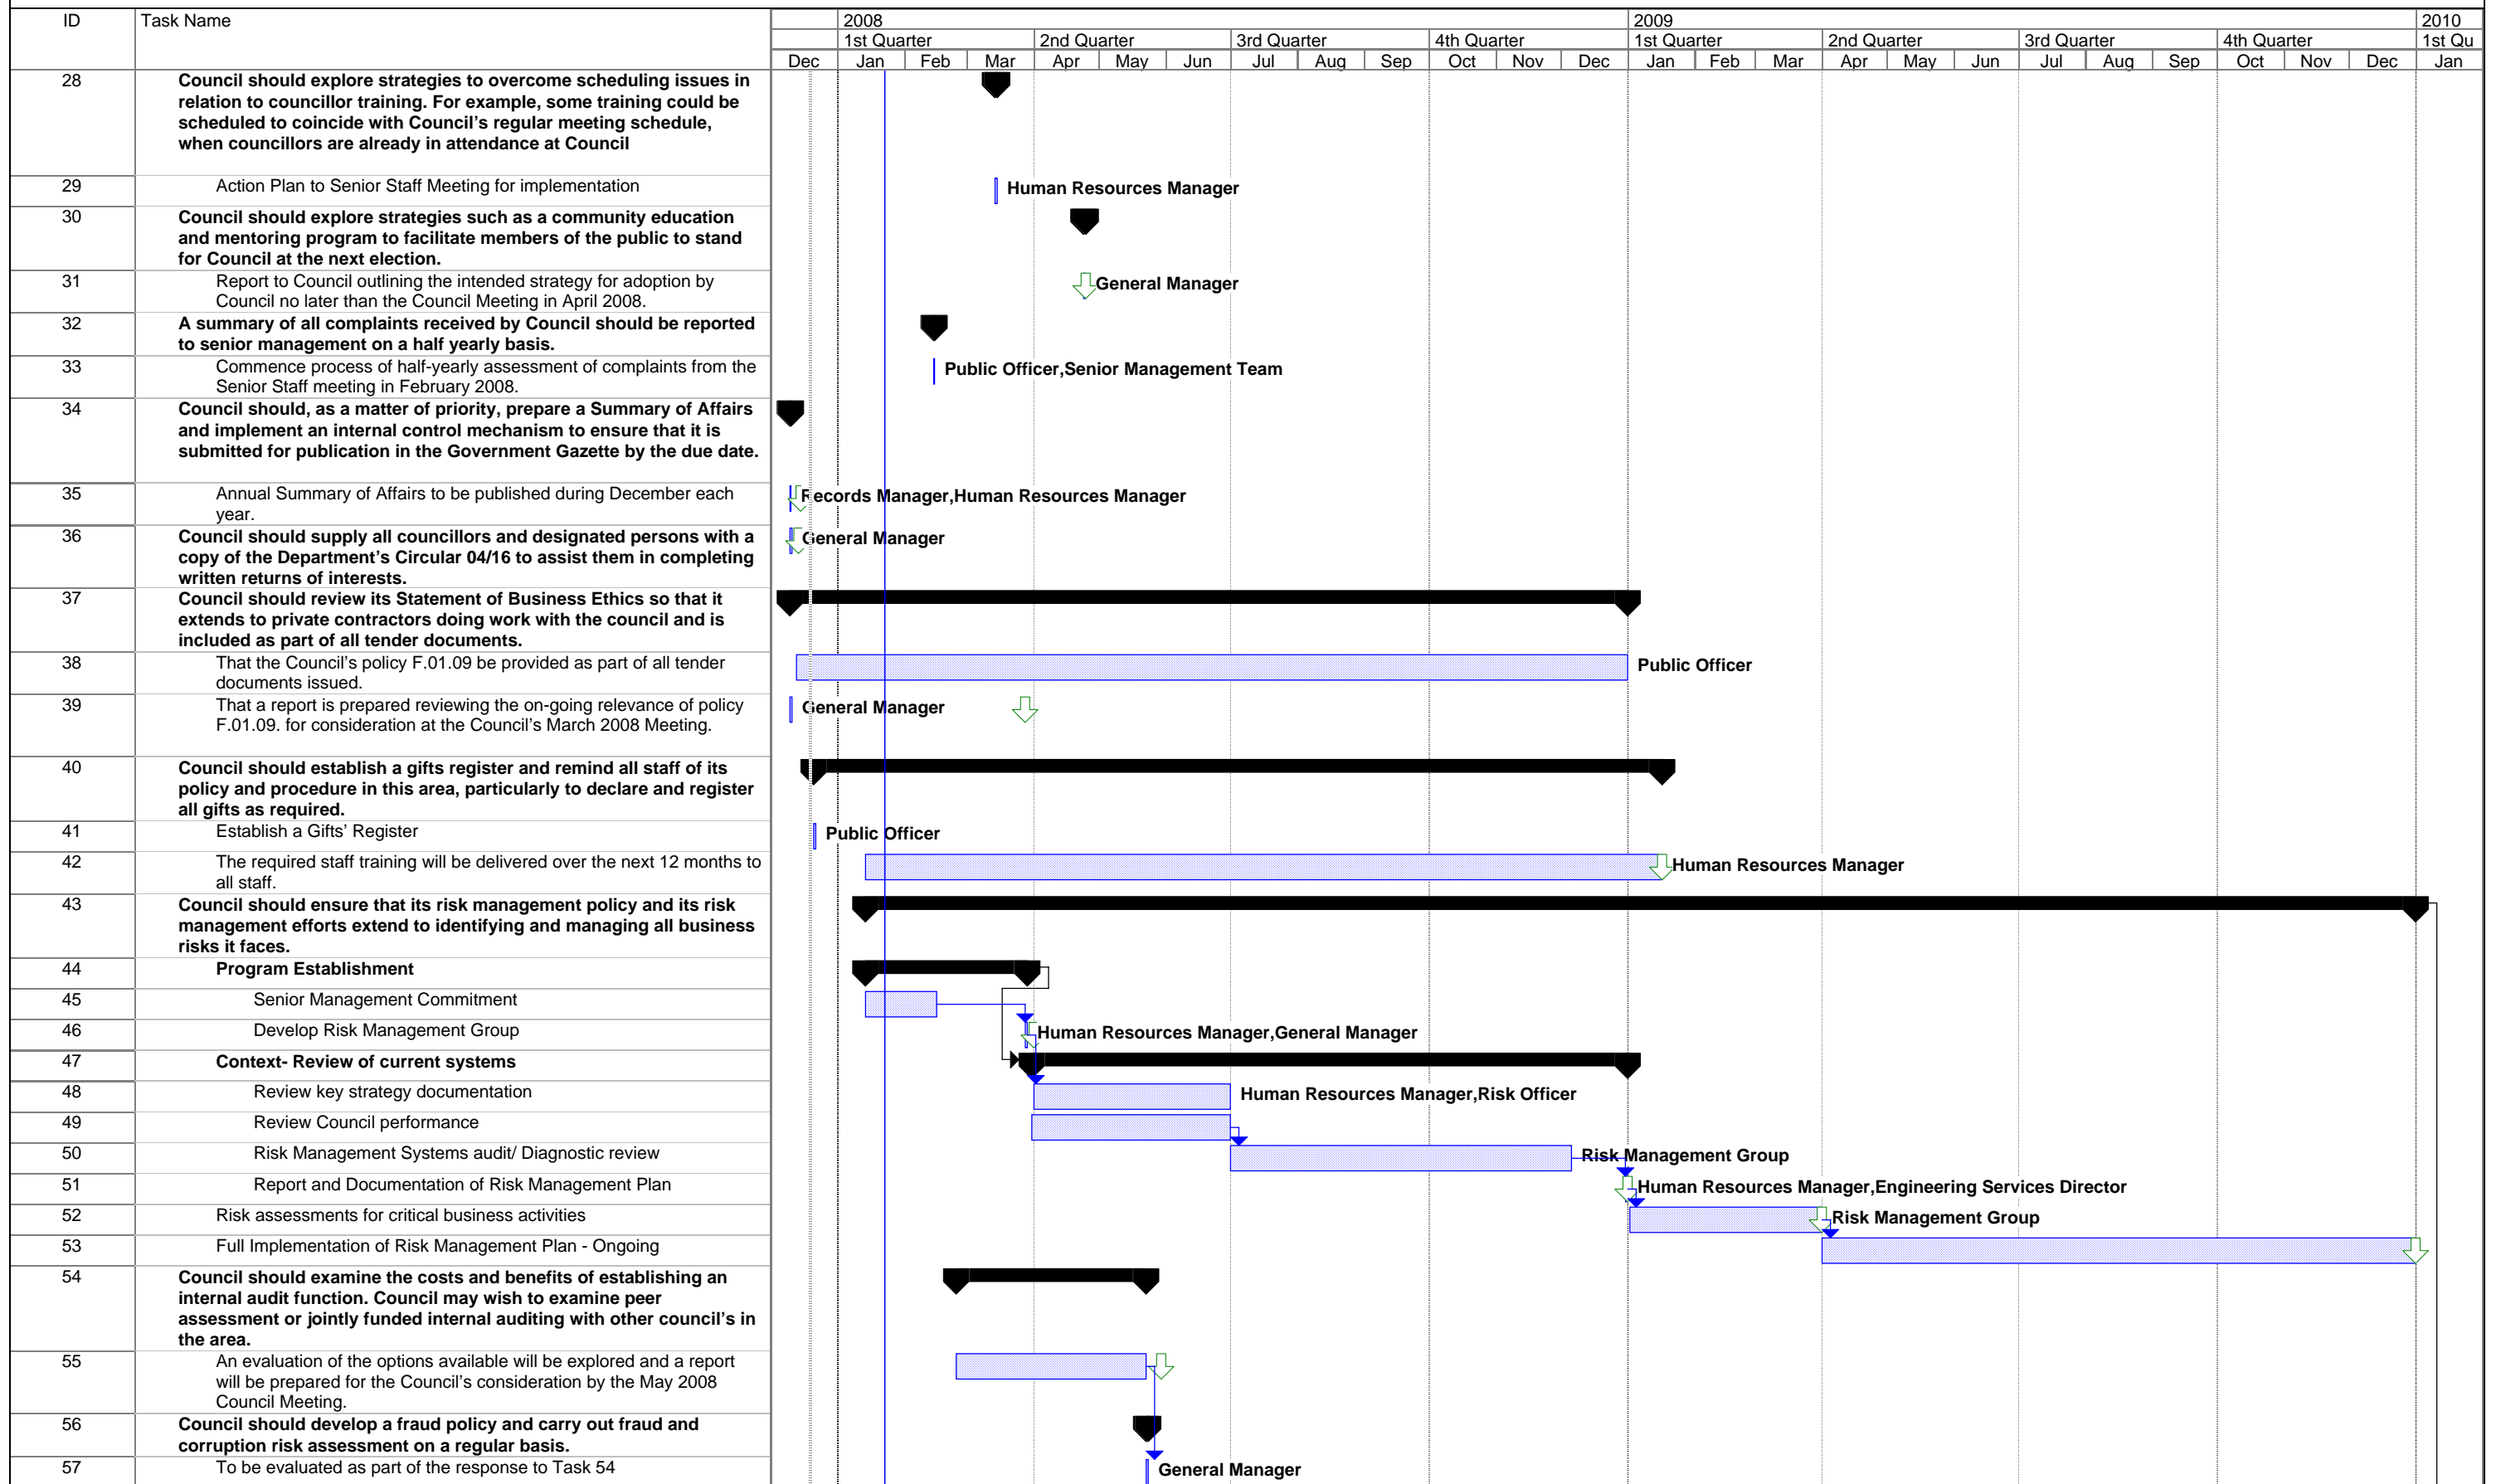 ID Task Name 2008 2009 2010
1st Quarter 2nd Quarter 3rd Quarter 4th Quarter 1st Quarter 2nd Quarter 3rd Quarter 4th Quarter 1st Qu
Dec Jan Feb Mar Apr May Jun Jul Aug Sep Oct Nov Dec Jan Feb Mar Apr May Jun Jul Aug Sep Oct Nov Dec Jan
28 Council should explore strategies to overcome scheduling issues in
relation to councillor training. For example, some training could be
scheduled to coincide with Council's regular meeting schedule,
when councillors are already in attendance at Council
29 Action Plan to Senior Staff Meeting for implementation Human Resources Manager
30 Council should explore strategies such as a community education
and mentoring program to facilitate members of the public to stand
for Council at the next election.
31 Report to Council outlining the intended strategy for adoption by General Manager
Council no later than the Council Meeting in April 2008.
32 A summary of all complaints received by Council should be reported
to senior management on a half yearly basis.
33 Commence process of half-yearly assessment of complaints from the Public Officer,Senior Management Team
Senior Staff meeting in February 2008.
34 Council should, as a matter of priority, prepare a Summary of Affairs
and implement an internal control mechanism to ensure that it is
submitted for publication in the Government Gazette by the due date.
35 Annual Summary of Affairs to be published during December each Records Manager,Human Resources Manager
year.
36 Council should supply all councillors and designated persons with a General Manager
copy of the Department's Circular 04/16 to assist them in completing
written returns of interests.
37 Council should review its Statement of Business Ethics so that it
extends to private contractors doing work with the council and is
included as part of all tender documents.
38 That the Council's policy F.01.09 be provided as part of all tender Public Officer
documents issued.
39 That a report is prepared reviewing the on-going relevance of policy General Manager
F.01.09. for consideration at the Council's March 2008 Meeting.
40 Council should establish a gifts register and remind all staff of its
policy and procedure in this area, particularly to declare and register
all gifts as required.
41 Establish a Gifts' Register Public Officer
42 The required staff training will be delivered over the next 12 months to Human Resources Manager
all staff.
43 Council should ensure that its risk management policy and its risk
management efforts extend to identifying and managing all business
risks it faces.
44 Program Establishment
45 Senior Management Commitment
46 Develop Risk Management Group Human Resources Manager,General Manager
47 Context- Review of current systems
48 Review key strategy documentation Human Resources Manager,Risk Officer
49 Review Council performance
50 Risk Management Systems audit/ Diagnostic review Risk Management Group
51 Report and Documentation of Risk Management Plan Human Resources Manager,Engineering Services Director
52 Risk assessments for critical business activities Risk Management Group
53 Full Implementation of Risk Management Plan - Ongoing
54 Council should examine the costs and benefits of establishing an
internal audit function. Council may wish to examine peer
assessment or jointly funded internal auditing with other council's in
the area.
55 An evaluation of the options available will be explored and a report
will be prepared for the Council's consideration by the May 2008
Council Meeting.
56 Council should develop a fraud policy and carry out fraud and
corruption risk assessment on a regular basis.
57 To be evaluated as part of the response to Task 54 General Manager